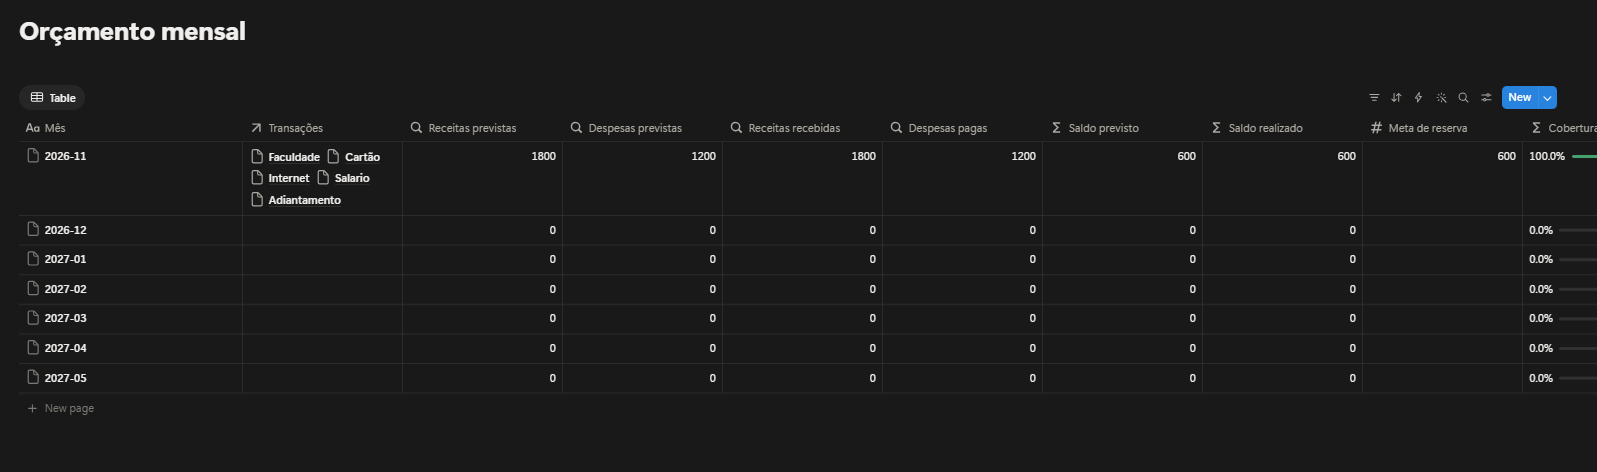 Orçamento mensal
Table
New
Aa Mês Transações Receitas previstas Despesas previstas Receitas recebidas Despesas pagas Σ Saldo previsto Σ Saldo realizado # Meta de reserva Σ Cobertura
2026-11 Faculdade Cartão 1800 1200 1800 1200 600 600 600 100.0%
Internet Salario
Adiantamento
2026-12 0 0 0 0 0 0 0.0%
2027-01 0 0 0 0 0 0 0.0%
2027-02 0 0 0 0 0 0 0.0%
2027-03 0 0 0 0 0 0 0.0%
2027-04 0 0 0 0 0 0 0.0%
2027-05 0 0 0 0 0 0 0.0%
+ New page